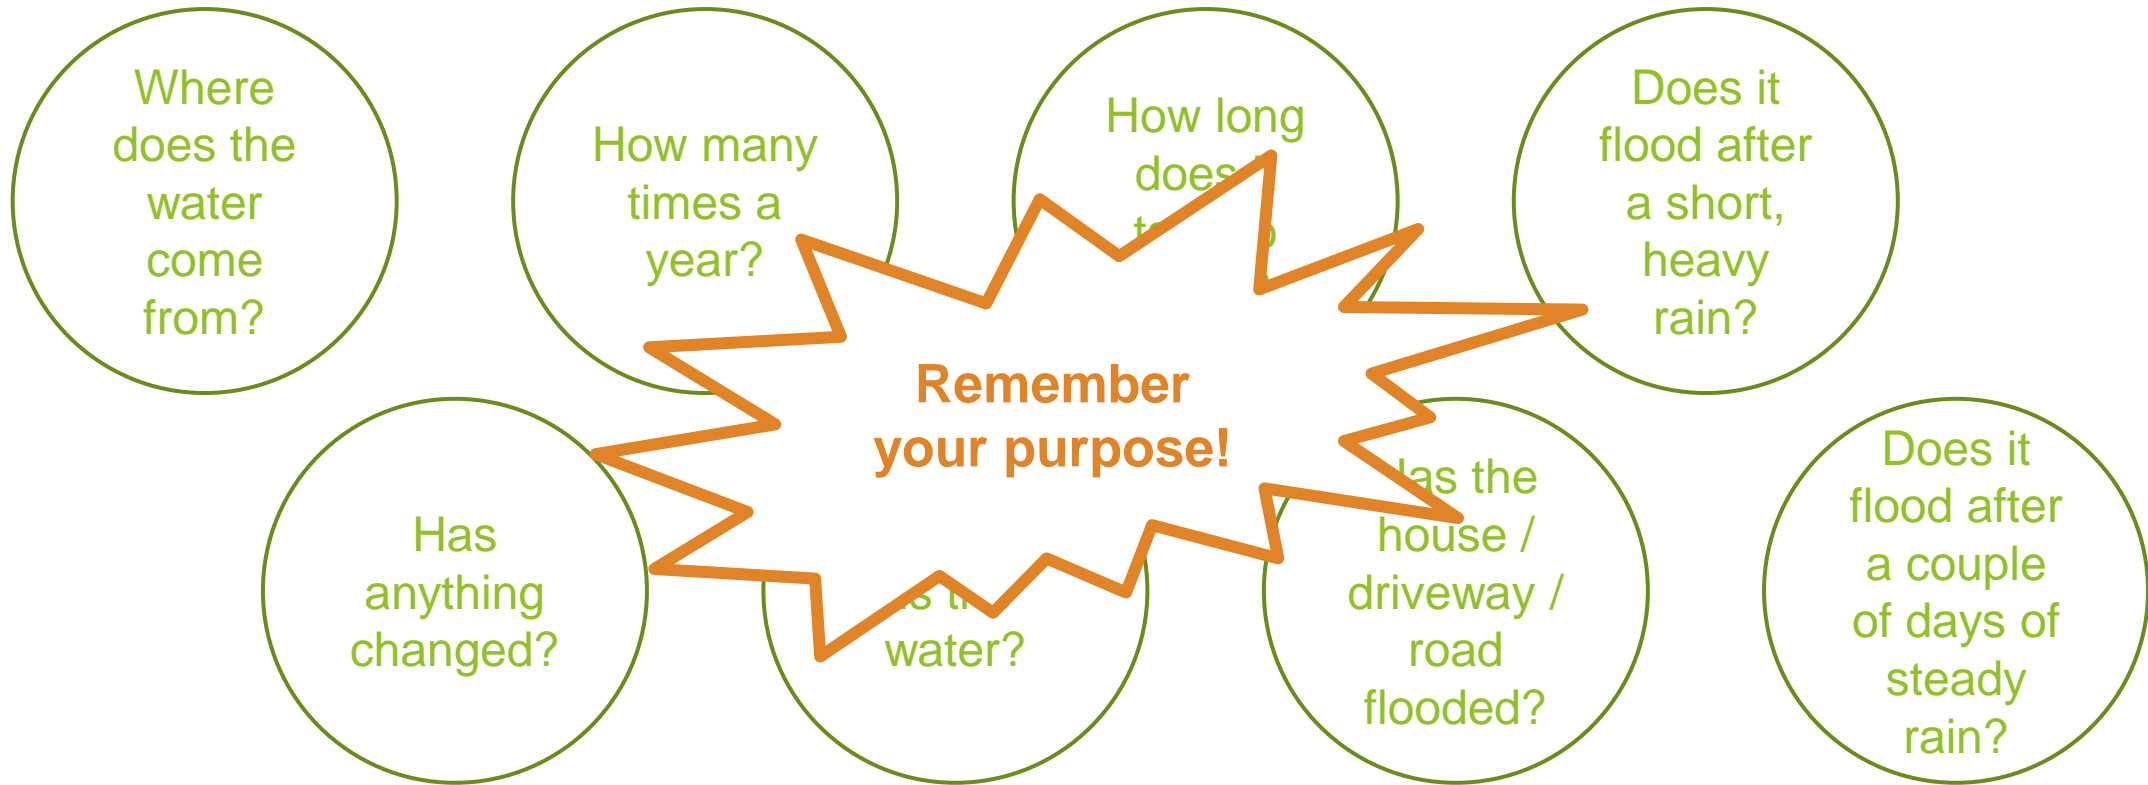 Where
does the
water
come
from?
How many
times a
year?
How long
does
Does it
flood after
a short,
heavy
rain?
Remember
your purpose!
Has
anything
changed?
water?
Has the
house /
driveway /
road
flooded?
Does it
flood after
a couple
of days of
steady
rain?